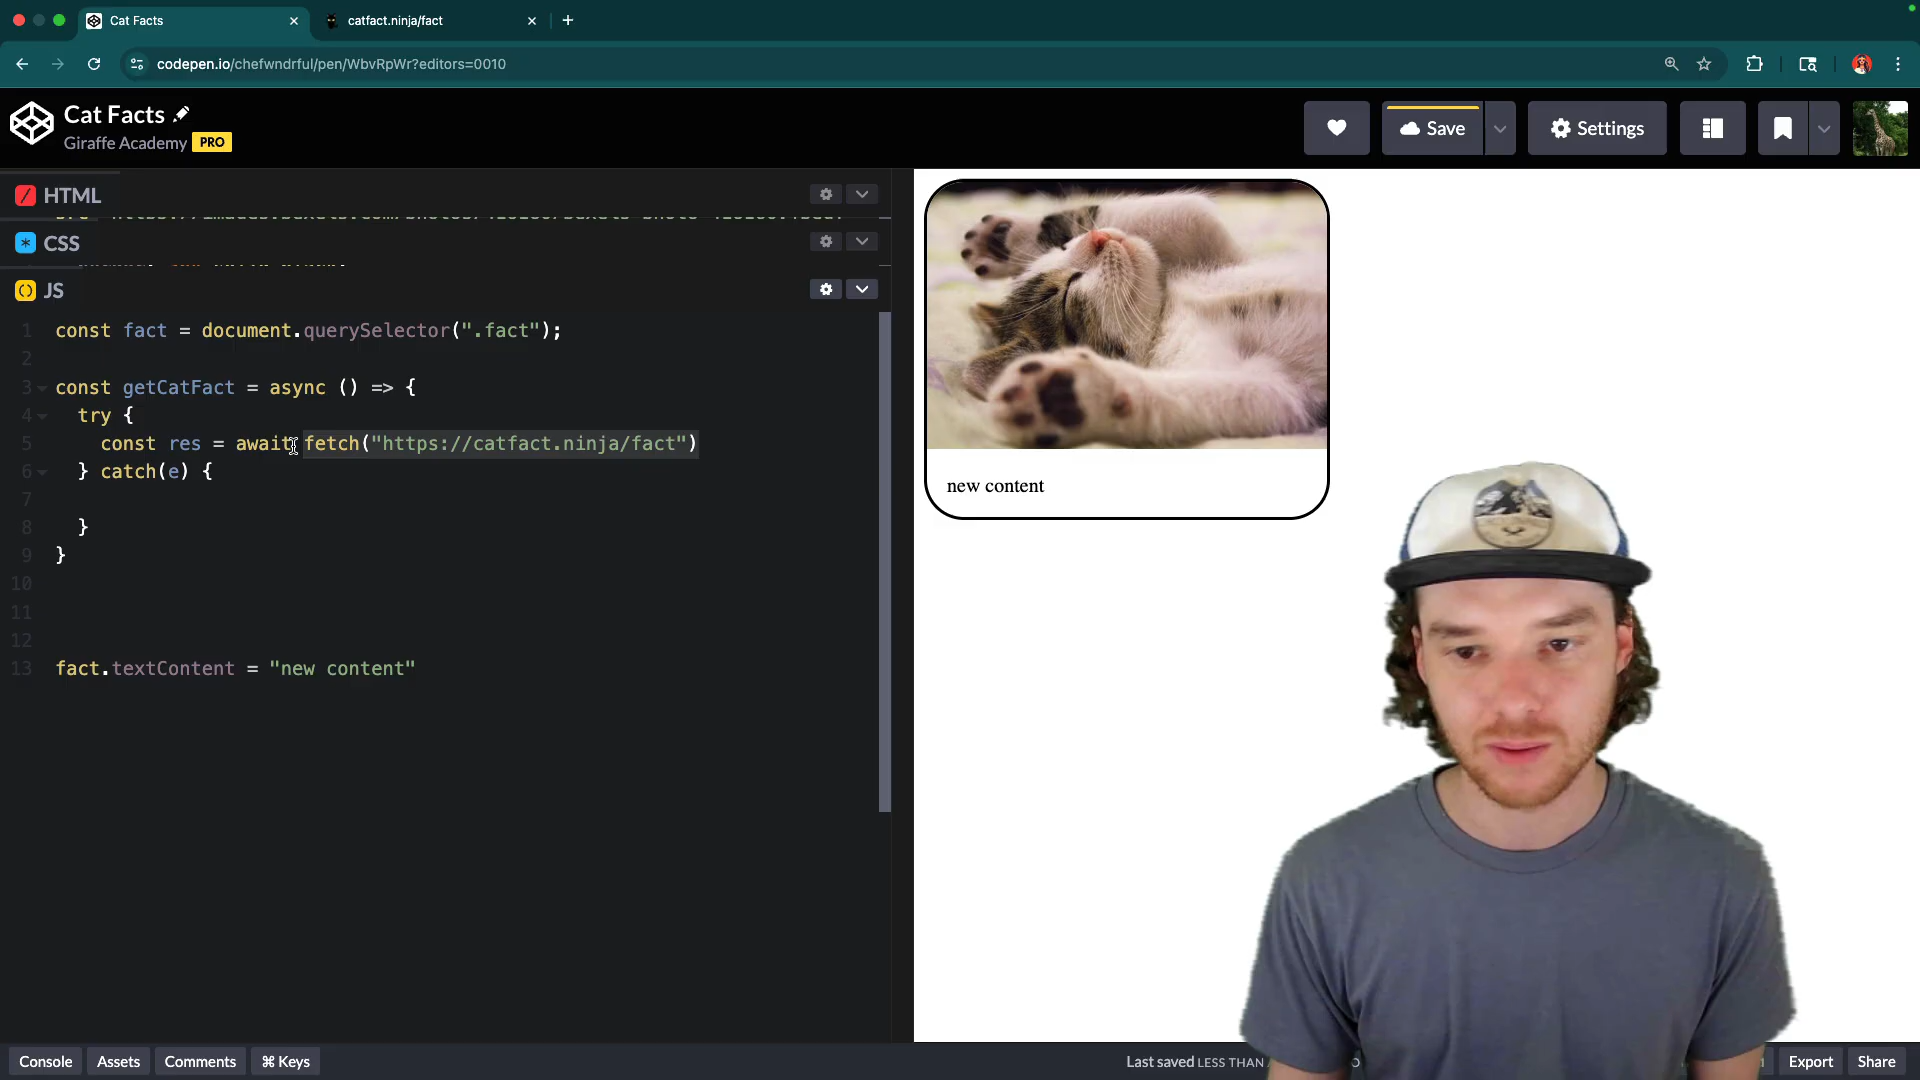 Cat Facts
catfact.ninja/fact
codepen.io/chefwndrful/pen/WbvRpWr?editors=0010
Cat Facts
Giraffe Academy PRO
Save
Settings
HTML
CSS
JS
1 const fact = document.querySelector(".fact");
2
3 const getCatFact = async () => {
4 try {
5 const res = await fetch("https://catfact.ninja/fact")
6 } catch(e) {
7
8 }
9 }
10
11
12
13 fact.textContent = "new content"
new content
Console
Assets
Comments
⌘ Keys
Last saved LESS THAN
Export
Share